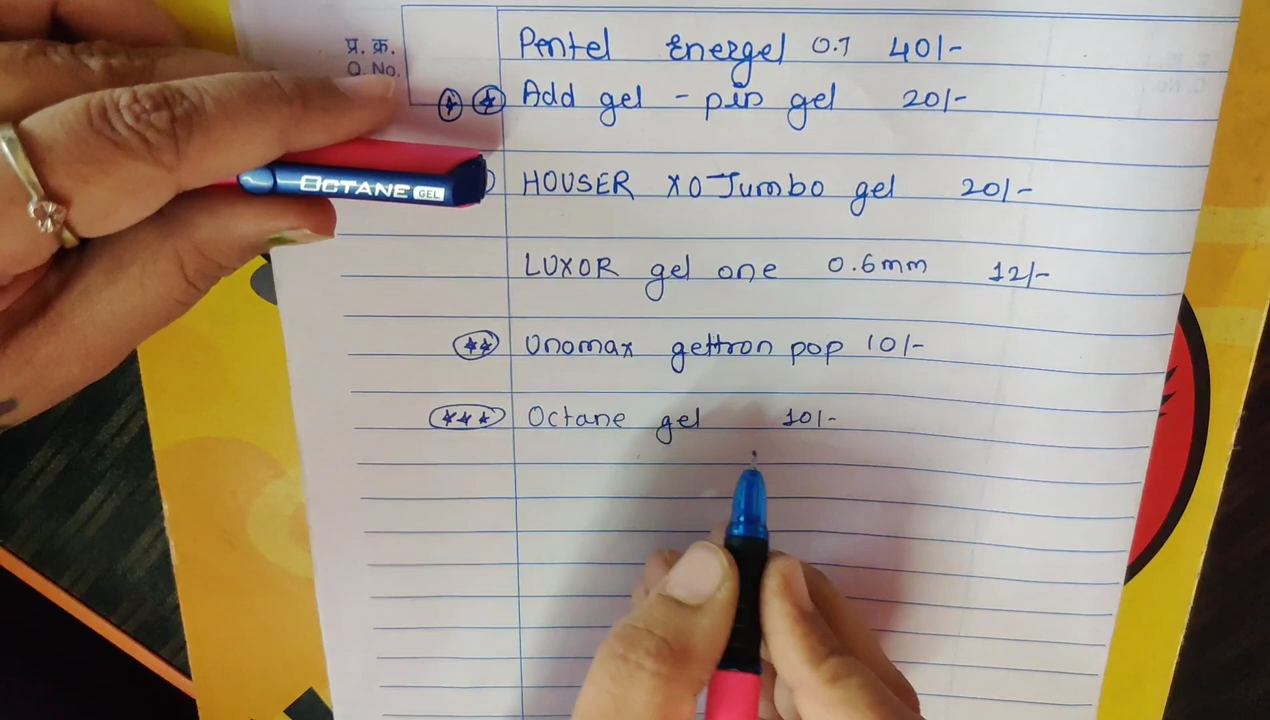 प्र. क्र.
Q. No.
Pentel Energel 0.7 40/-
Add gel - pin gel 20/-
OCTANE GEL
HOUSER XO Jumbo gel 20/-
LUXOR gel one 0.6mm 12/-
Unomax geltron pop 10/-
Octane gel 10/-